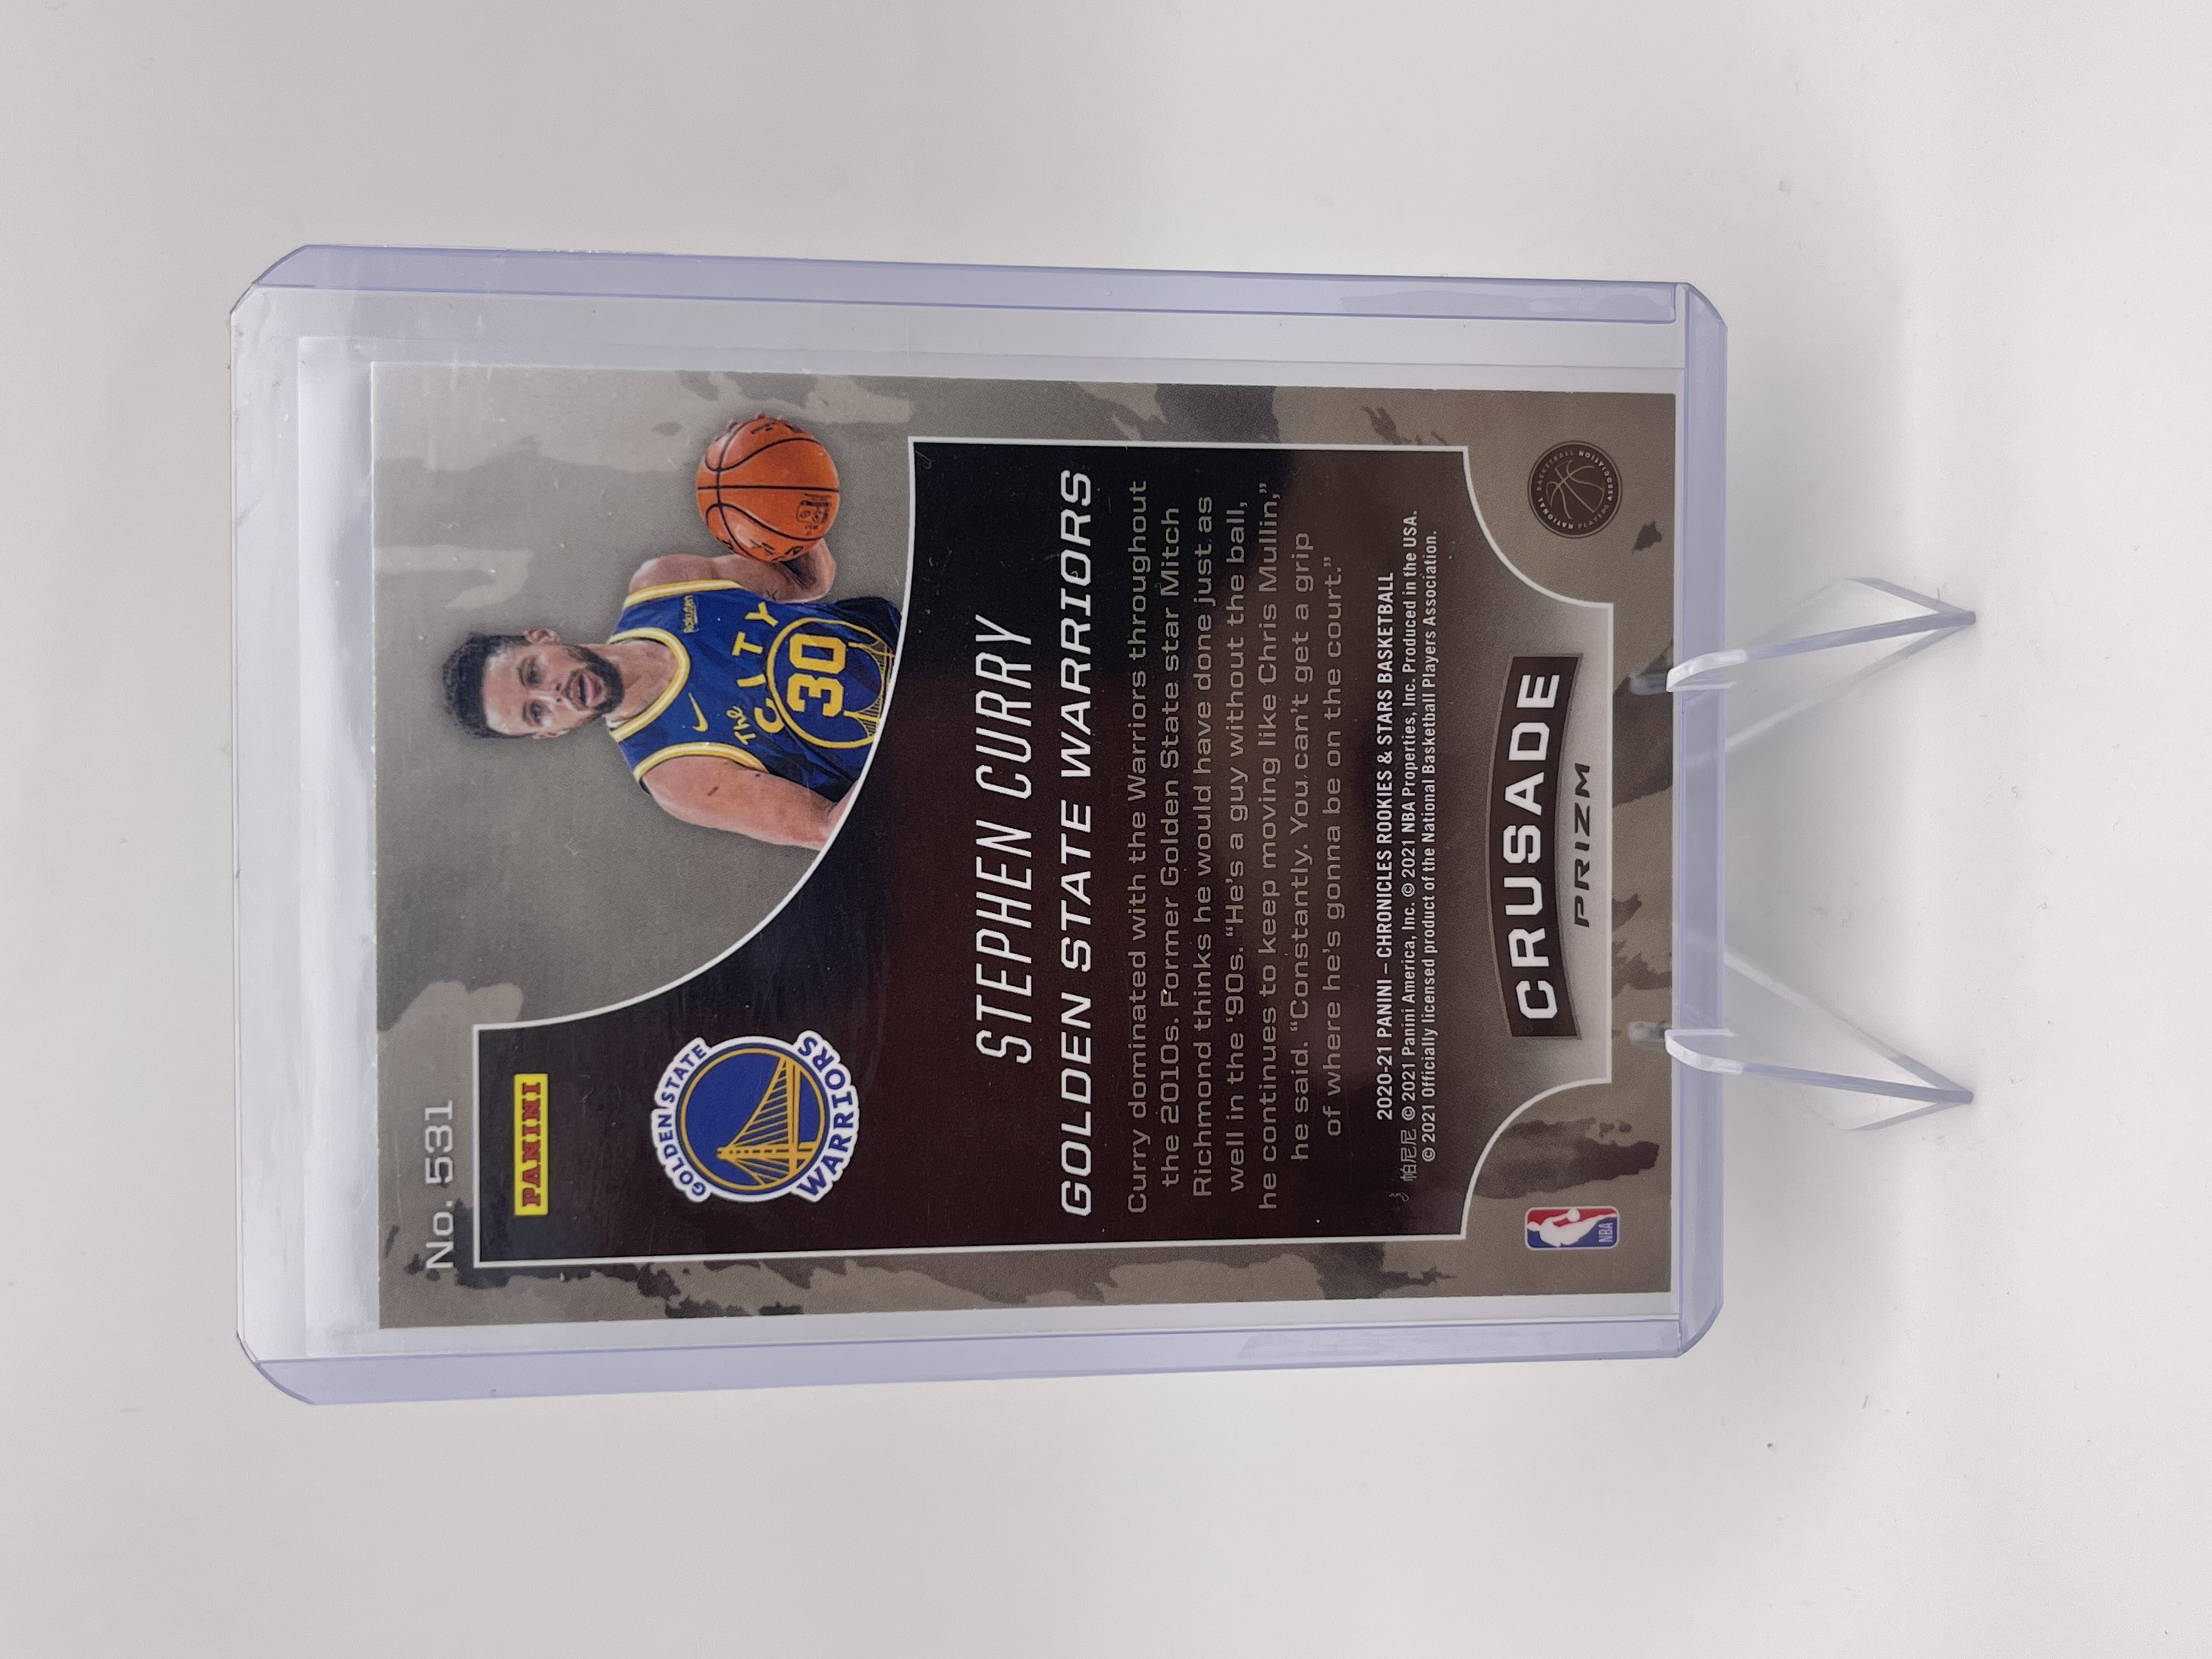 No. 531
PANINI
GOLDEN STATE
WARRIORS
Rakuten
The
CITY
30
STEPHEN CURRY
GOLDEN STATE WARRIORS
Curry dominated with the Warriors throughout
the 2010s. Former Golden State star Mitch
Richmond thinks he would have done just as
well in the ‘90s. “He’s a guy without the ball,
he continues to keep moving like Chris Mullin,”
he said. “Constantly. You can’t get a grip
of where he’s gonna be on the court.”
2020-21 PANINI – CHRONICLES ROOKIES & STARS BASKETBALL
帕尼尼 © 2021 Panini America, Inc. © 2021 NBA Properties, Inc. Produced in the USA.
© 2021 Officially licensed product of the National Basketball Players Association.
CRUSADE
PRIZM
NBA
NATIONAL BASKETBALL
PLAYERS ASSOCIATION